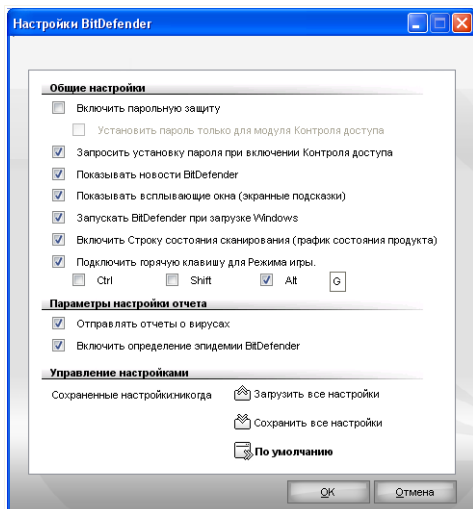 Настройки BitDefender
Общие настройки
Включить парольную защиту
Установить пароль только для модуля Контроля доступа
Запросить установку пароля при включении Контроля доступа
Показывать новости BitDefender
Показывать всплывающие окна (экранные подсказки)
Запускать BitDefender при загрузке Windows
Включить Строку состояния сканирования (график состояния продукта)
Подключить горячую клавишу для Режима игры.
Ctrl Shift Alt G
Параметры настройки отчета
Отправлять отчеты о вирусах
Включить определение эпидемии BitDefender
Управление настройками
Сохраненные настройки:никогда Загрузить все настройки
Сохранить все настройки
По умолчанию
OK Отмена